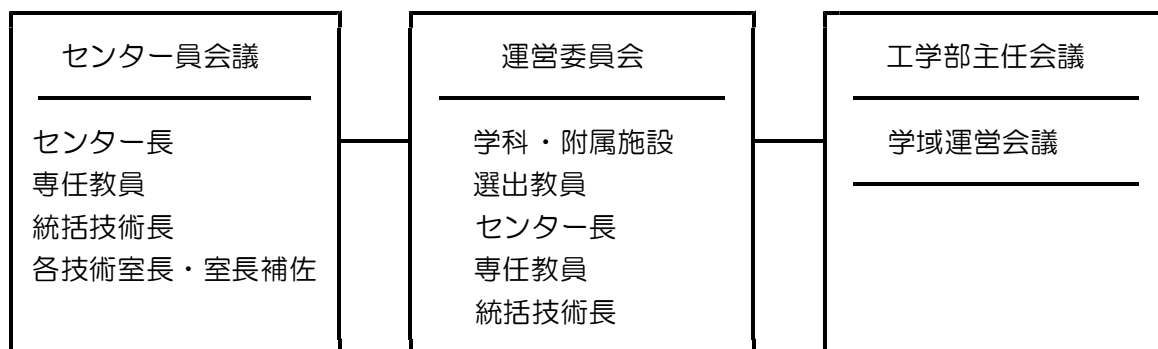 センター員会議
センター長
専任教員
統括技術長
各技術室長・室長補佐
運営委員会
学科・附属施設
選出教員
センター長
専任教員
統括技術長
工学部主任会議
学域運営会議